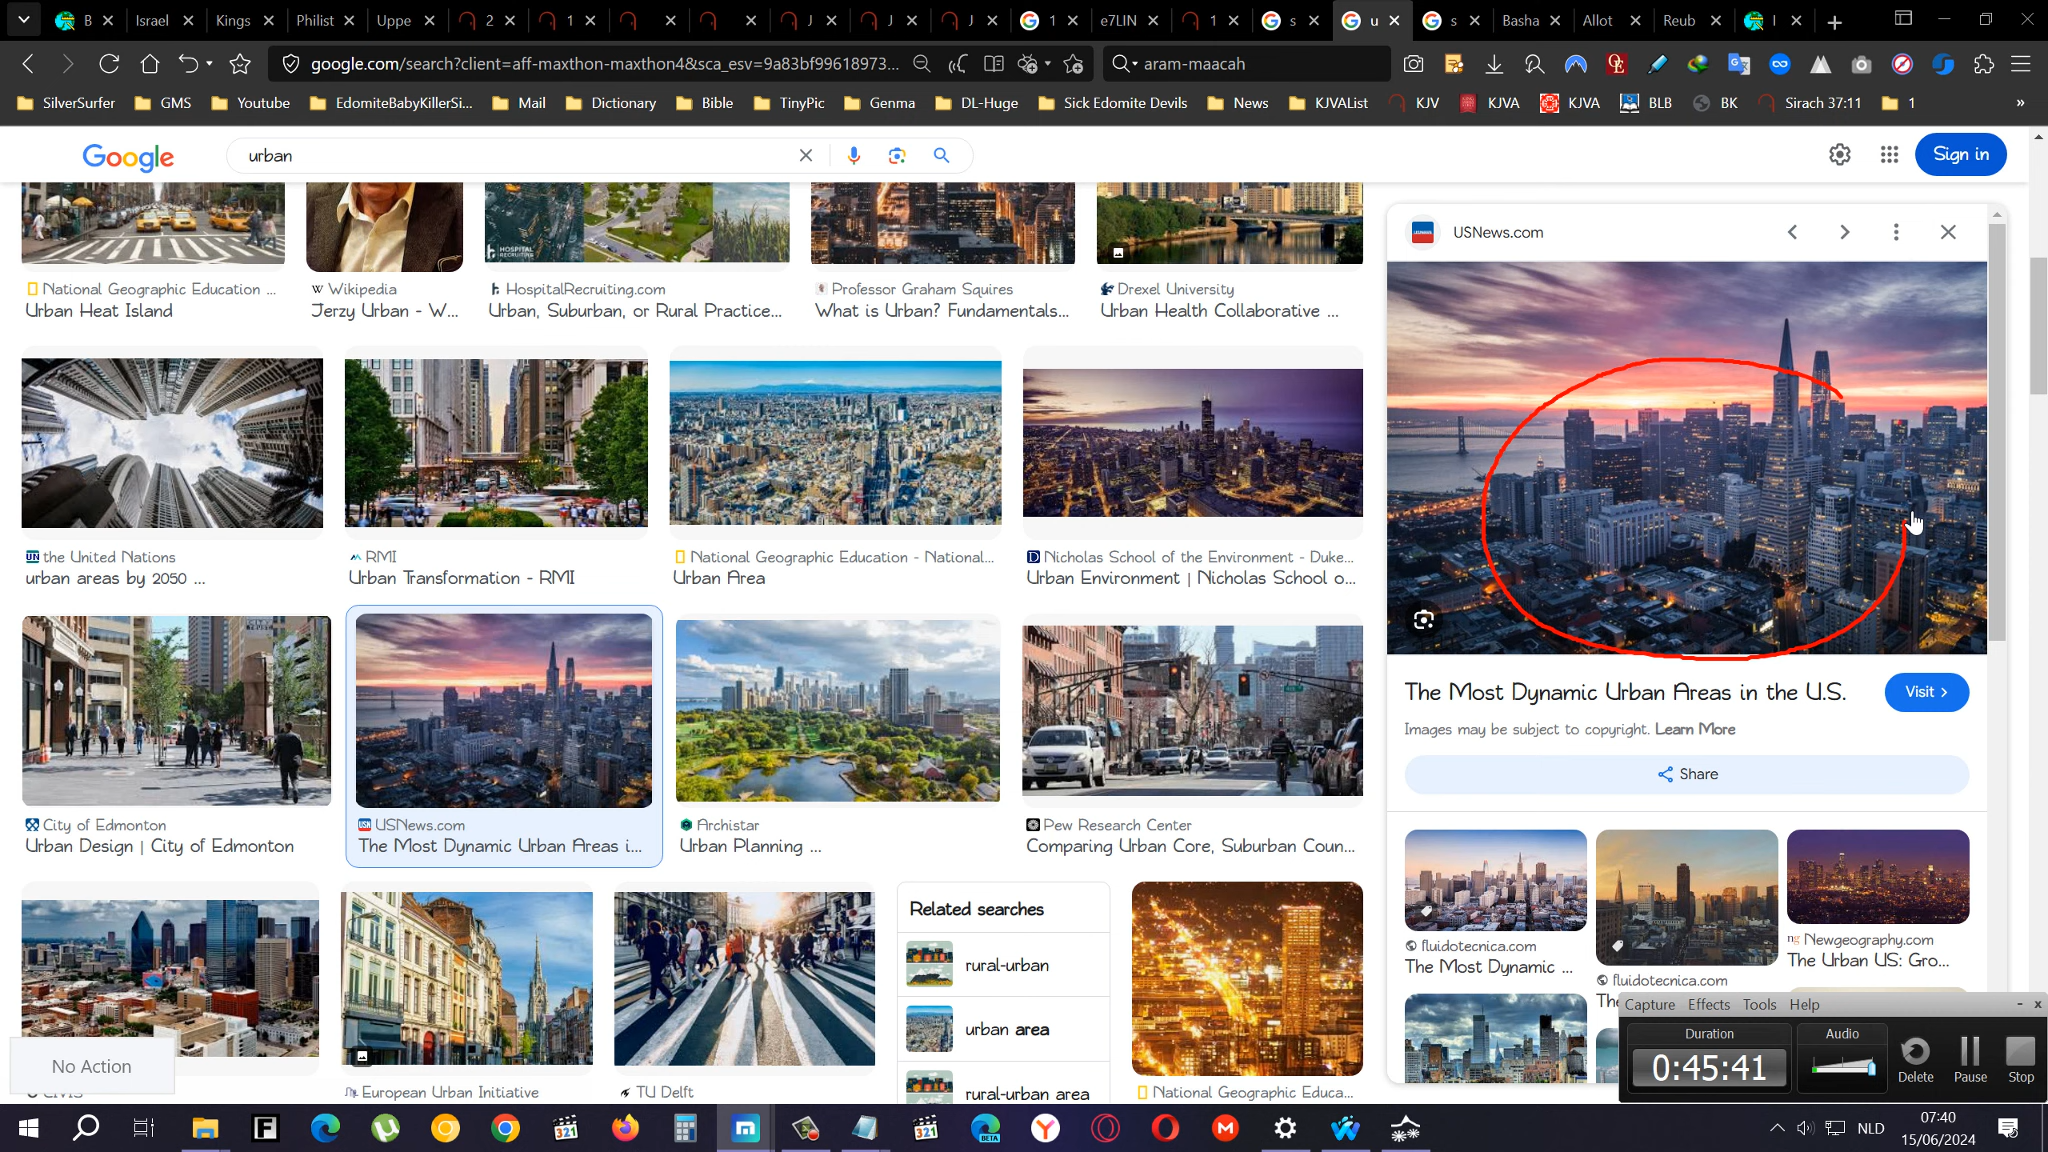 B
Israel
Kings
Philist
Uppe
2
1
J
J
J
1
e7LIN
1
s
u
s
Basha
Allot
Reub
I
google.com/search?client=aff-maxthon-maxthon4&sca_esv=9a83bf99618973...
aram-maacah
SilverSurfer
GMS
Youtube
EdomiteBabyKillerSi...
Mail
Dictionary
Bible
TinyPic
Genma
DL-Huge
Sick Edomite Devils
News
KJVAList
KJV
KJVA
KJVA
BLB
BK
Sirach 37:11
1
»
Google
urban
Sign in
HOSPITAL
RECRUITING
National Geographic Education ...
Urban Heat Island
Wikipedia
Jerzy Urban - W...
HospitalRecruiting.com
Urban, Suburban, or Rural Practice...
Professor Graham Squires
What is Urban? Fundamentals...
Drexel University
Urban Health Collaborative ...
USNews.com
the United Nations
urban areas by 2050 ...
RMI
Urban Transformation - RMI
National Geographic Education - National...
Urban Area
Nicholas School of the Environment - Duke...
Urban Environment | Nicholas School o...
City of Edmonton
Urban Design | City of Edmonton
USNews.com
The Most Dynamic Urban Areas i...
Archistar
Urban Planning ...
Pew Research Center
Comparing Urban Core, Suburban Coun...
The Most Dynamic Urban Areas in the U.S.
Visit
Images may be subject to copyright. Learn More
Share
fluidotecnica.com
The Most Dynamic ...
fluidotecnica.com
The
Newgeography.com
The Urban US: Gro...
Related searches
rural-urban
urban area
rural-urban area
European Urban Initiative
TU Delft
National Geographic Educa...
No Action
Capture Effects Tools Help
Duration
0:45:41
Audio
Delete
Pause
Stop
NLD
07:40
15/06/2024